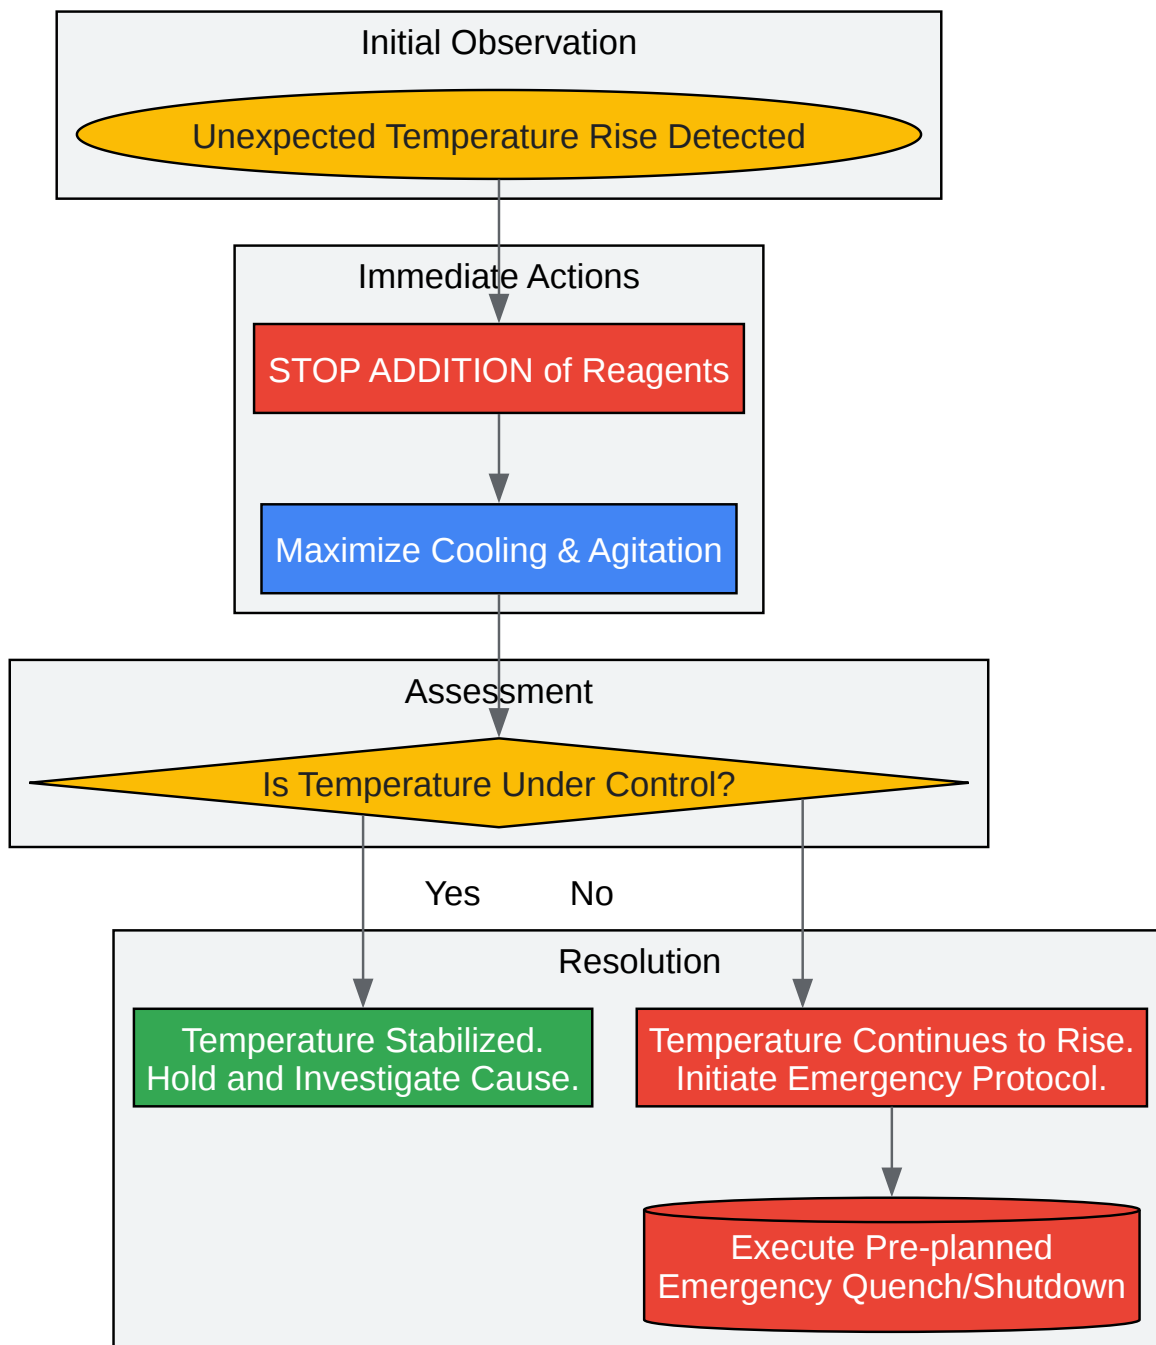 Initial Observation
Unexpected Temperature Rise Detected
Immediate Actions
STOP ADDITION of Reagents
Maximize Cooling & Agitation
Assessment
Is Temperature Under Control?
Yes
No
Resolution
Temperature Stabilized.
Hold and Investigate Cause.
Temperature Continues to Rise.
Initiate Emergency Protocol.
Execute Pre-planned
Emergency Quench/Shutdown